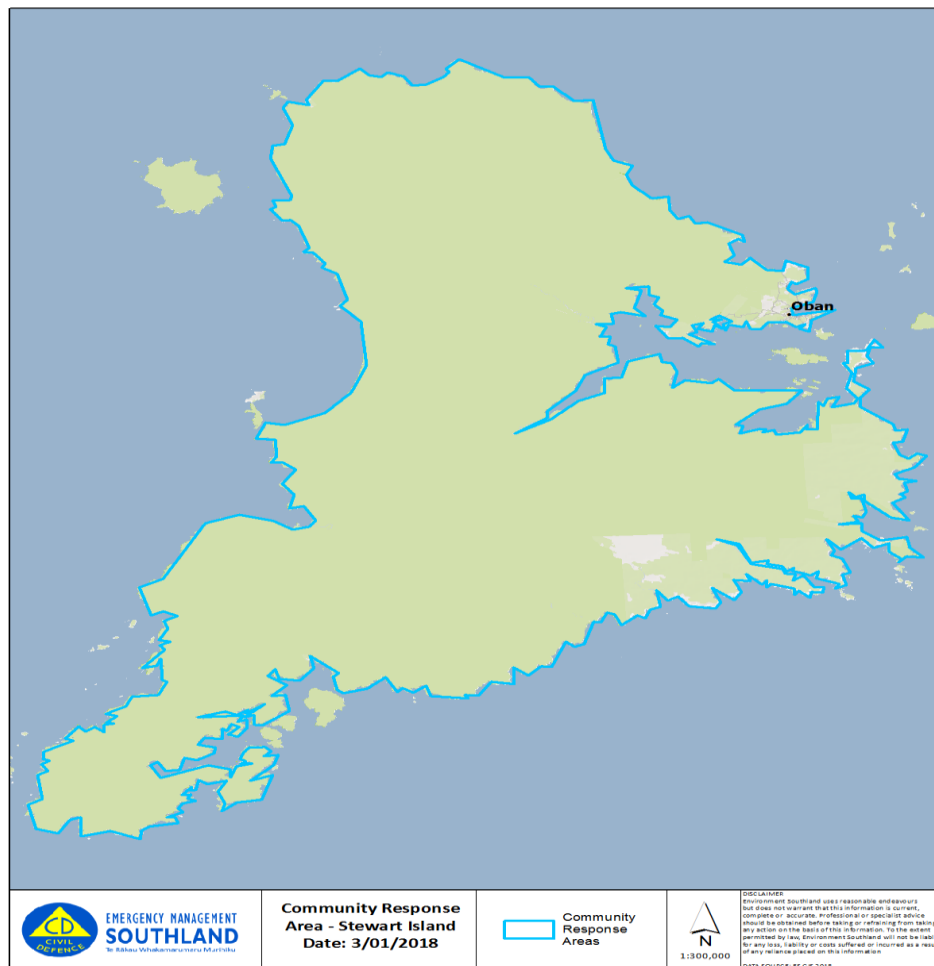 Oban
CD
CIVIL
DEFENCE
EMERGENCY MANAGEMENT
SOUTHLAND
Te Rākau Whakamarumaru Murihiku
Community Response
Area - Stewart Island
Date: 3/01/2018
Community
Response
Areas
N
1:300,000
DISCLAIMER
Environment Southland uses reasonable endeavours
but does not warrant that this information is current,
complete or accurate. Professional or specialist advice
should be obtained before taking or refraining from taking
any action on the basis of this information. To the extent
permitted by law, Environment Southland will not be liabl
for any loss, liability or costs suffered or incurred as a resu
of any reliance placed on this information
DATA SOURCE: ES GIS 2018